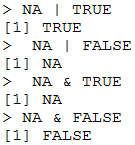 > NA | TRUE
[1] TRUE
>  NA | FALSE
[1] NA
>  NA & TRUE
[1] NA
> NA & FALSE
[1] FALSE